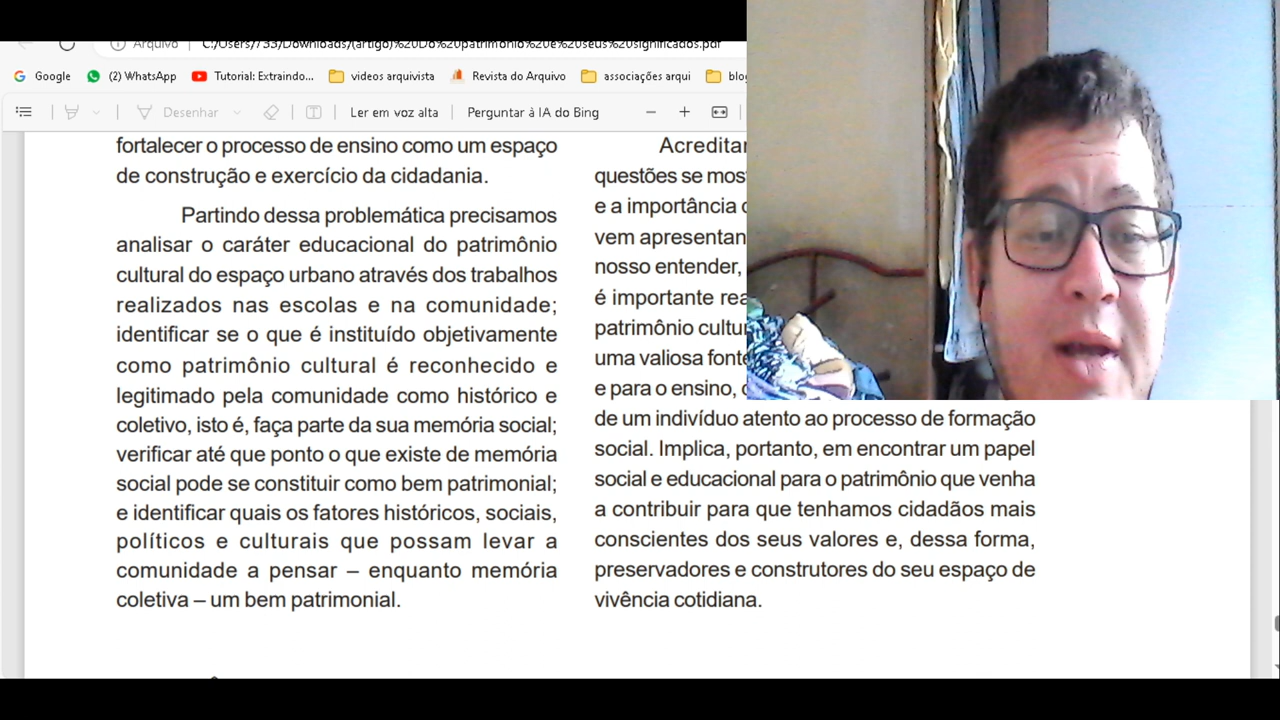 Arquivo
C:/Users/733/Downloads/(artigo)%20Do%20patrimonio%20e%20seus%20significados.pdf
Google
(2) WhatsApp
Tutorial: Extraindo...
videos arquivista
Revista do Arquivo
associações arqui
blog
Desenhar
Ler em voz alta
Perguntar à IA do Bing
fortalecer o processo de ensino como um espaço
de construção e exercício da cidadania.
Partindo dessa problemática precisamos
analisar o caráter educacional do patrimônio
cultural do espaço urbano através dos trabalhos
realizados nas escolas e na comunidade;
identificar se o que é instituído objetivamente
como patrimônio cultural é reconhecido e
legitimado pela comunidade como histórico e
coletivo, isto é, faça parte da sua memória social;
verificar até que ponto o que existe de memória
social pode se constituir como bem patrimonial;
e identificar quais os fatores históricos, sociais,
políticos e culturais que possam levar a
comunidade a pensar – enquanto memória
coletiva – um bem patrimonial.
Acreditar
questões se mos
e a importância
vem apresentan
nosso entender,
é importante rea
patrimônio cultur
uma valiosa fonte
e para o ensino,
de um indivíduo atento ao processo de formação
social. Implica, portanto, em encontrar um papel
social e educacional para o patrimônio que venha
a contribuir para que tenhamos cidadãos mais
conscientes dos seus valores e, dessa forma,
preservadores e construtores do seu espaço de
vivência cotidiana.